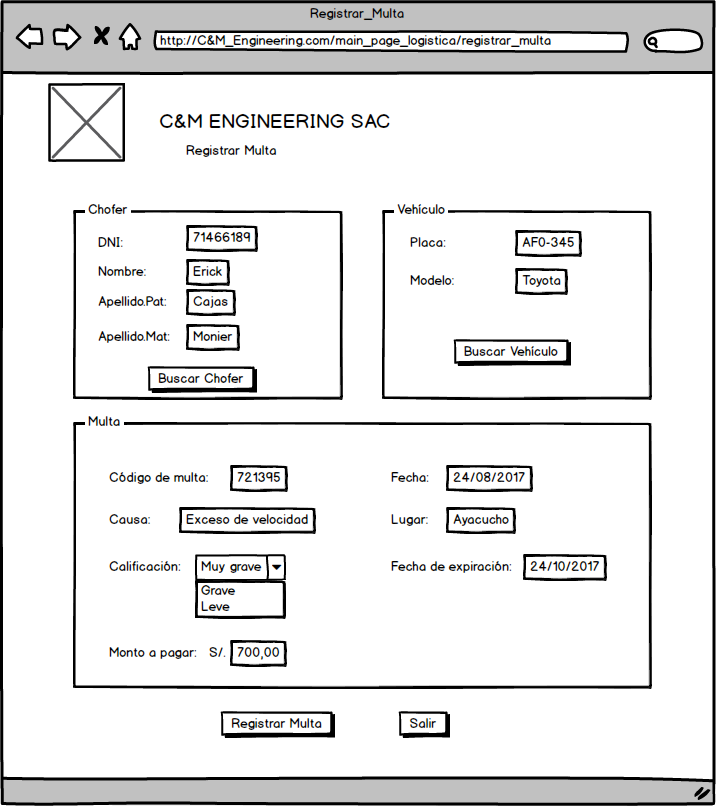 Registrar_Multa
http://C&M_Engineering.com/main_page_logistica/registrar_multa
C&M ENGINEERING SAC
Registrar Multa
Chofer
DNI: 71466189
Nombre: Erick
Apellido.Pat: Cajas
Apellido.Mat: Monier
Buscar Chofer
Vehículo
Placa: AF0-345
Modelo: Toyota
Buscar Vehículo
Multa
Código de multa: 721395
Fecha: 24/08/2017
Causa: Exceso de velocidad
Lugar: Ayacucho
Calificación: Muy grave
Grave
Leve
Fecha de expiración: 24/10/2017
Monto a pagar: S/. 700,00
Registrar Multa
Salir